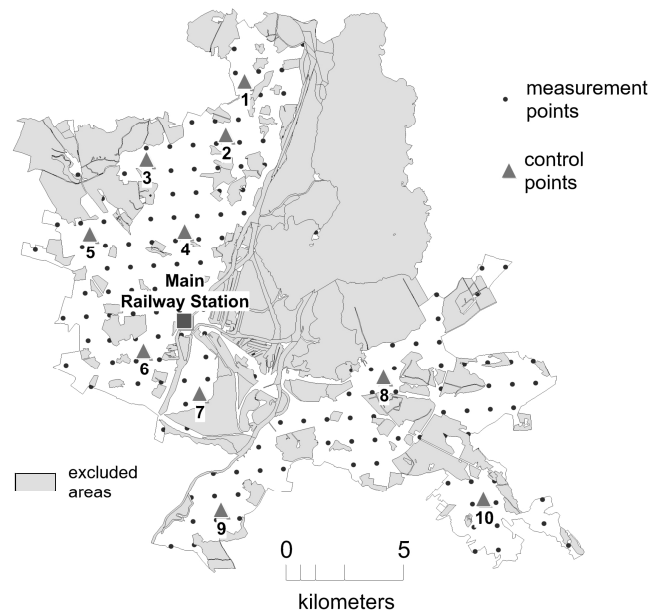 1
measurement
points
2
control
points
3
4
5
Main
Railway Station
6
8
7
excluded
areas
10
9
0 5
kilometers